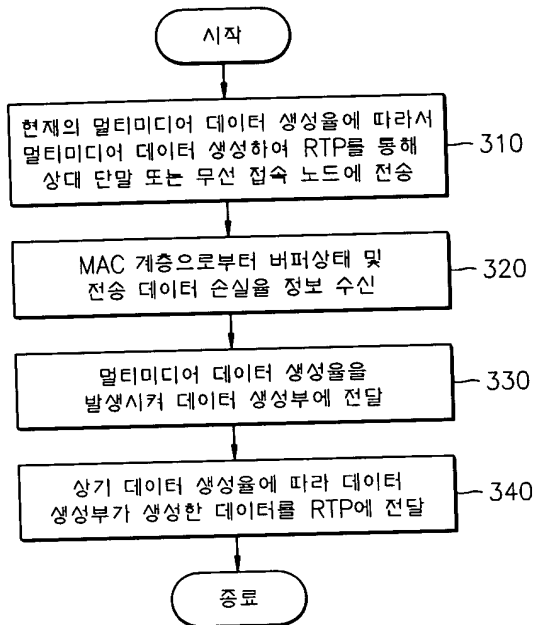 시작
현재의 멀티미디어 데이터 생성율에 따라서
멀티미디어 데이터 생성하여 RTP를 통해
상대 단말 또는 무선 접속 노드에 전송
310
MAC 계층으로부터 버퍼상태 및
전송 데이터 손실율 정보 수신
320
멀티미디어 데이터 생성율을
발생시켜 데이터 생성부에 전달
330
상기 데이터 생성율에 따라 데이터
생성부가 생성한 데이터를 RTP에 전달
340
종료